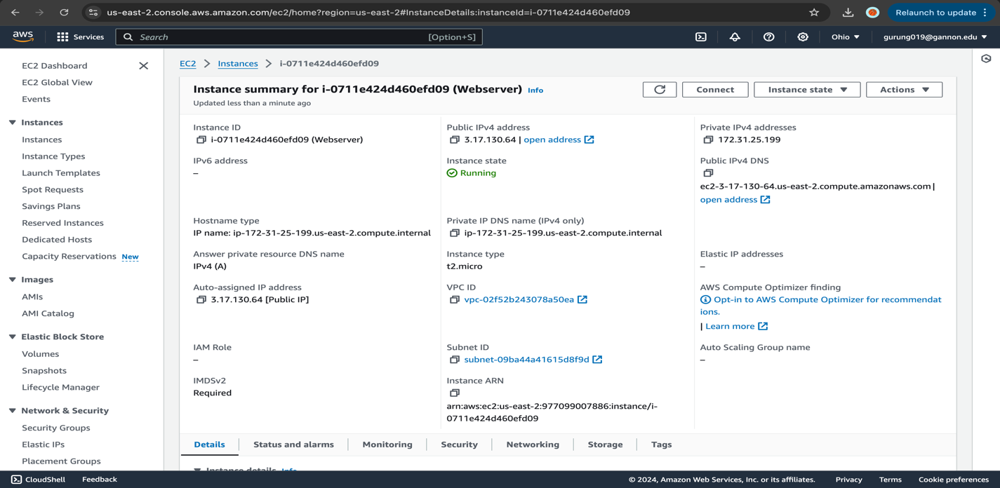 us-east-2.console.aws.amazon.com/ec2/home?region=us-east-2#InstanceDetails:instanceId=i-0711e424d460efd09
Relaunch to update
aws
Services
Search
[Option+S]
Ohio
gurung019@gannon.edu
EC2 Dashboard
EC2 Global View
Events
Instances
Instances
Instance Types
Launch Templates
Spot Requests
Savings Plans
Reserved Instances
Dedicated Hosts
Capacity Reservations New
Images
AMIs
AMI Catalog
Elastic Block Store
Volumes
Snapshots
Lifecycle Manager
Network & Security
Security Groups
Elastic IPs
Placement Groups
EC2 > Instances > i-0711e424d460efd09
Instance summary for i-0711e424d460efd09 (Webserver) Info
Updated less than a minute ago
Connect
Instance state
Actions
Instance ID
i-0711e424d460efd09 (Webserver)
Public IPv4 address
3.17.130.64 | open address
Private IPv4 addresses
172.31.25.199
IPv6 address
–
Instance state
Running
Public IPv4 DNS
ec2-3-17-130-64.us-east-2.compute.amazonaws.com |
open address
Hostname type
IP name: ip-172-31-25-199.us-east-2.compute.internal
Private IP DNS name (IPv4 only)
ip-172-31-25-199.us-east-2.compute.internal
Answer private resource DNS name
IPv4 (A)
Instance type
t2.micro
Elastic IP addresses
–
Auto-assigned IP address
3.17.130.64 [Public IP]
VPC ID
vpc-02f52b243078a50ea
AWS Compute Optimizer finding
Opt-in to AWS Compute Optimizer for recommendat
ions.
| Learn more
IAM Role
–
Subnet ID
subnet-09ba44a41615d8f9d
Auto Scaling Group name
–
IMDSv2
Required
Instance ARN
arn:aws:ec2:us-east-2:977099007886:instance/i-
0711e424d460efd09
Details
Status and alarms
Monitoring
Security
Networking
Storage
Tags
Instance details Info
CloudShell
Feedback
© 2024, Amazon Web Services, Inc. or its affiliates.
Privacy
Terms
Cookie preferences